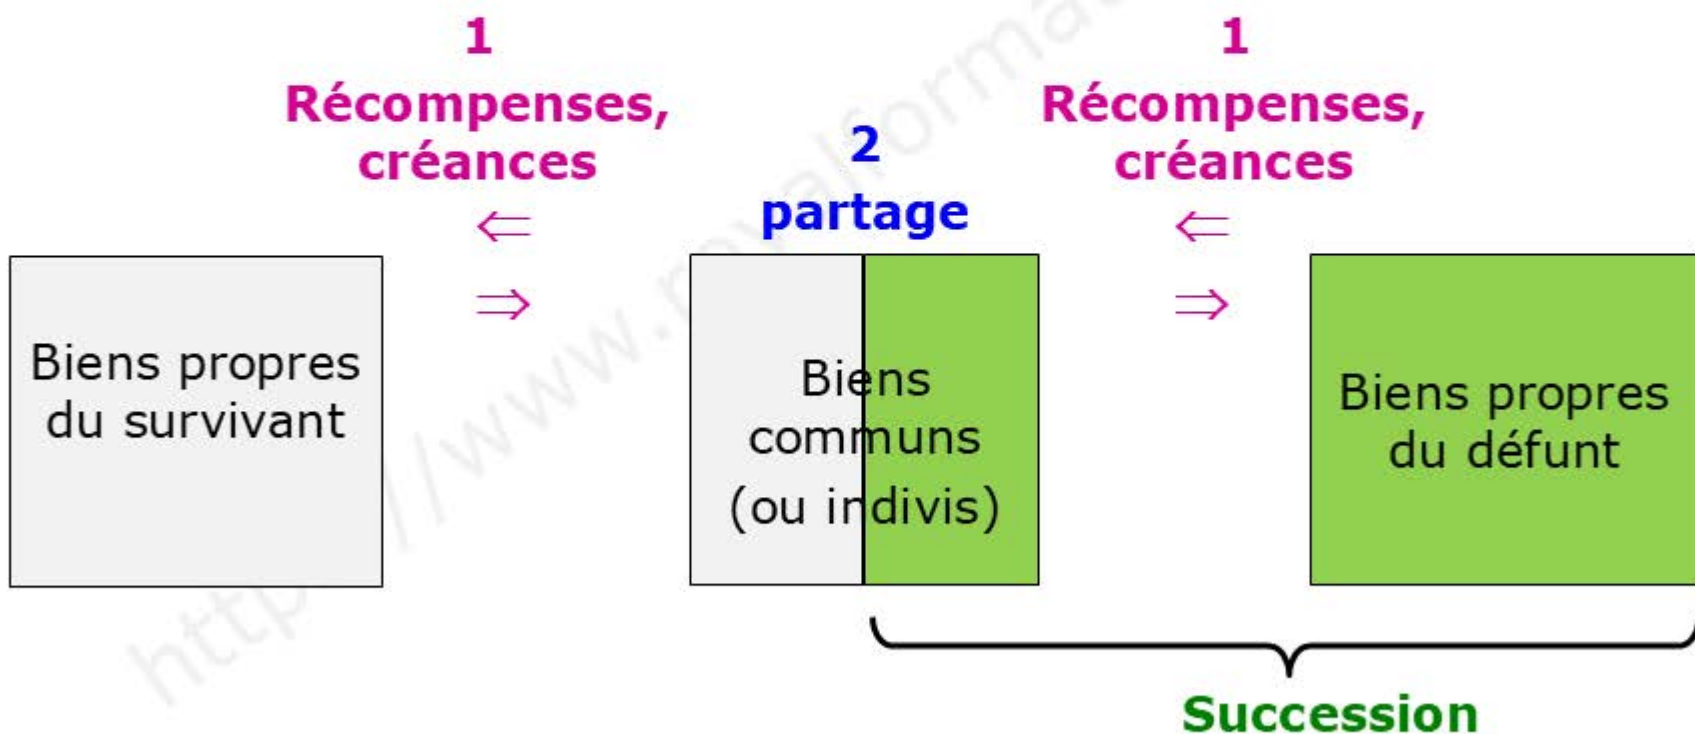 1
Récompenses,
créances
⇐
⇒
2
partage
1
Récompenses,
créances
⇐
⇒
Biens propres
du survivant
Biens
communs
(ou indivis)
Biens propres
du défunt
Succession